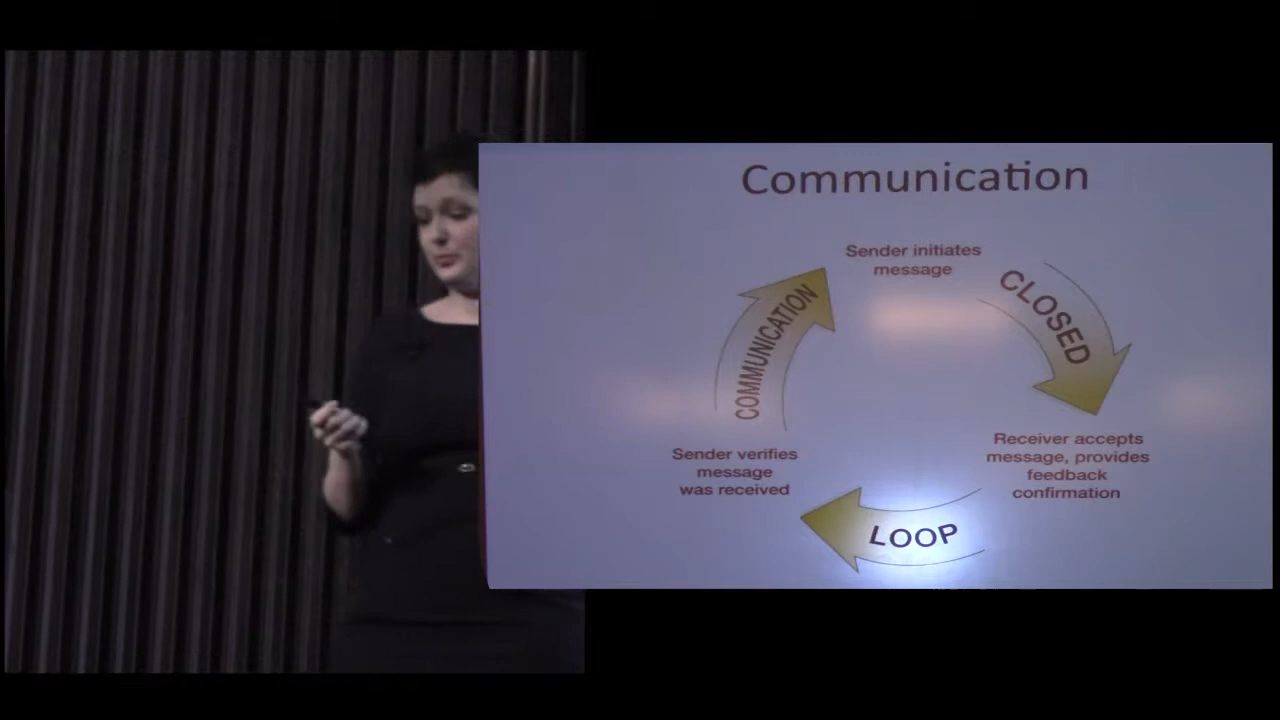 Communication
Sender initiates
message
CLOSED
Receiver accepts
message, provides
feedback
confirmation
LOOP
Sender verifies
message
was received
COMMUNICATION